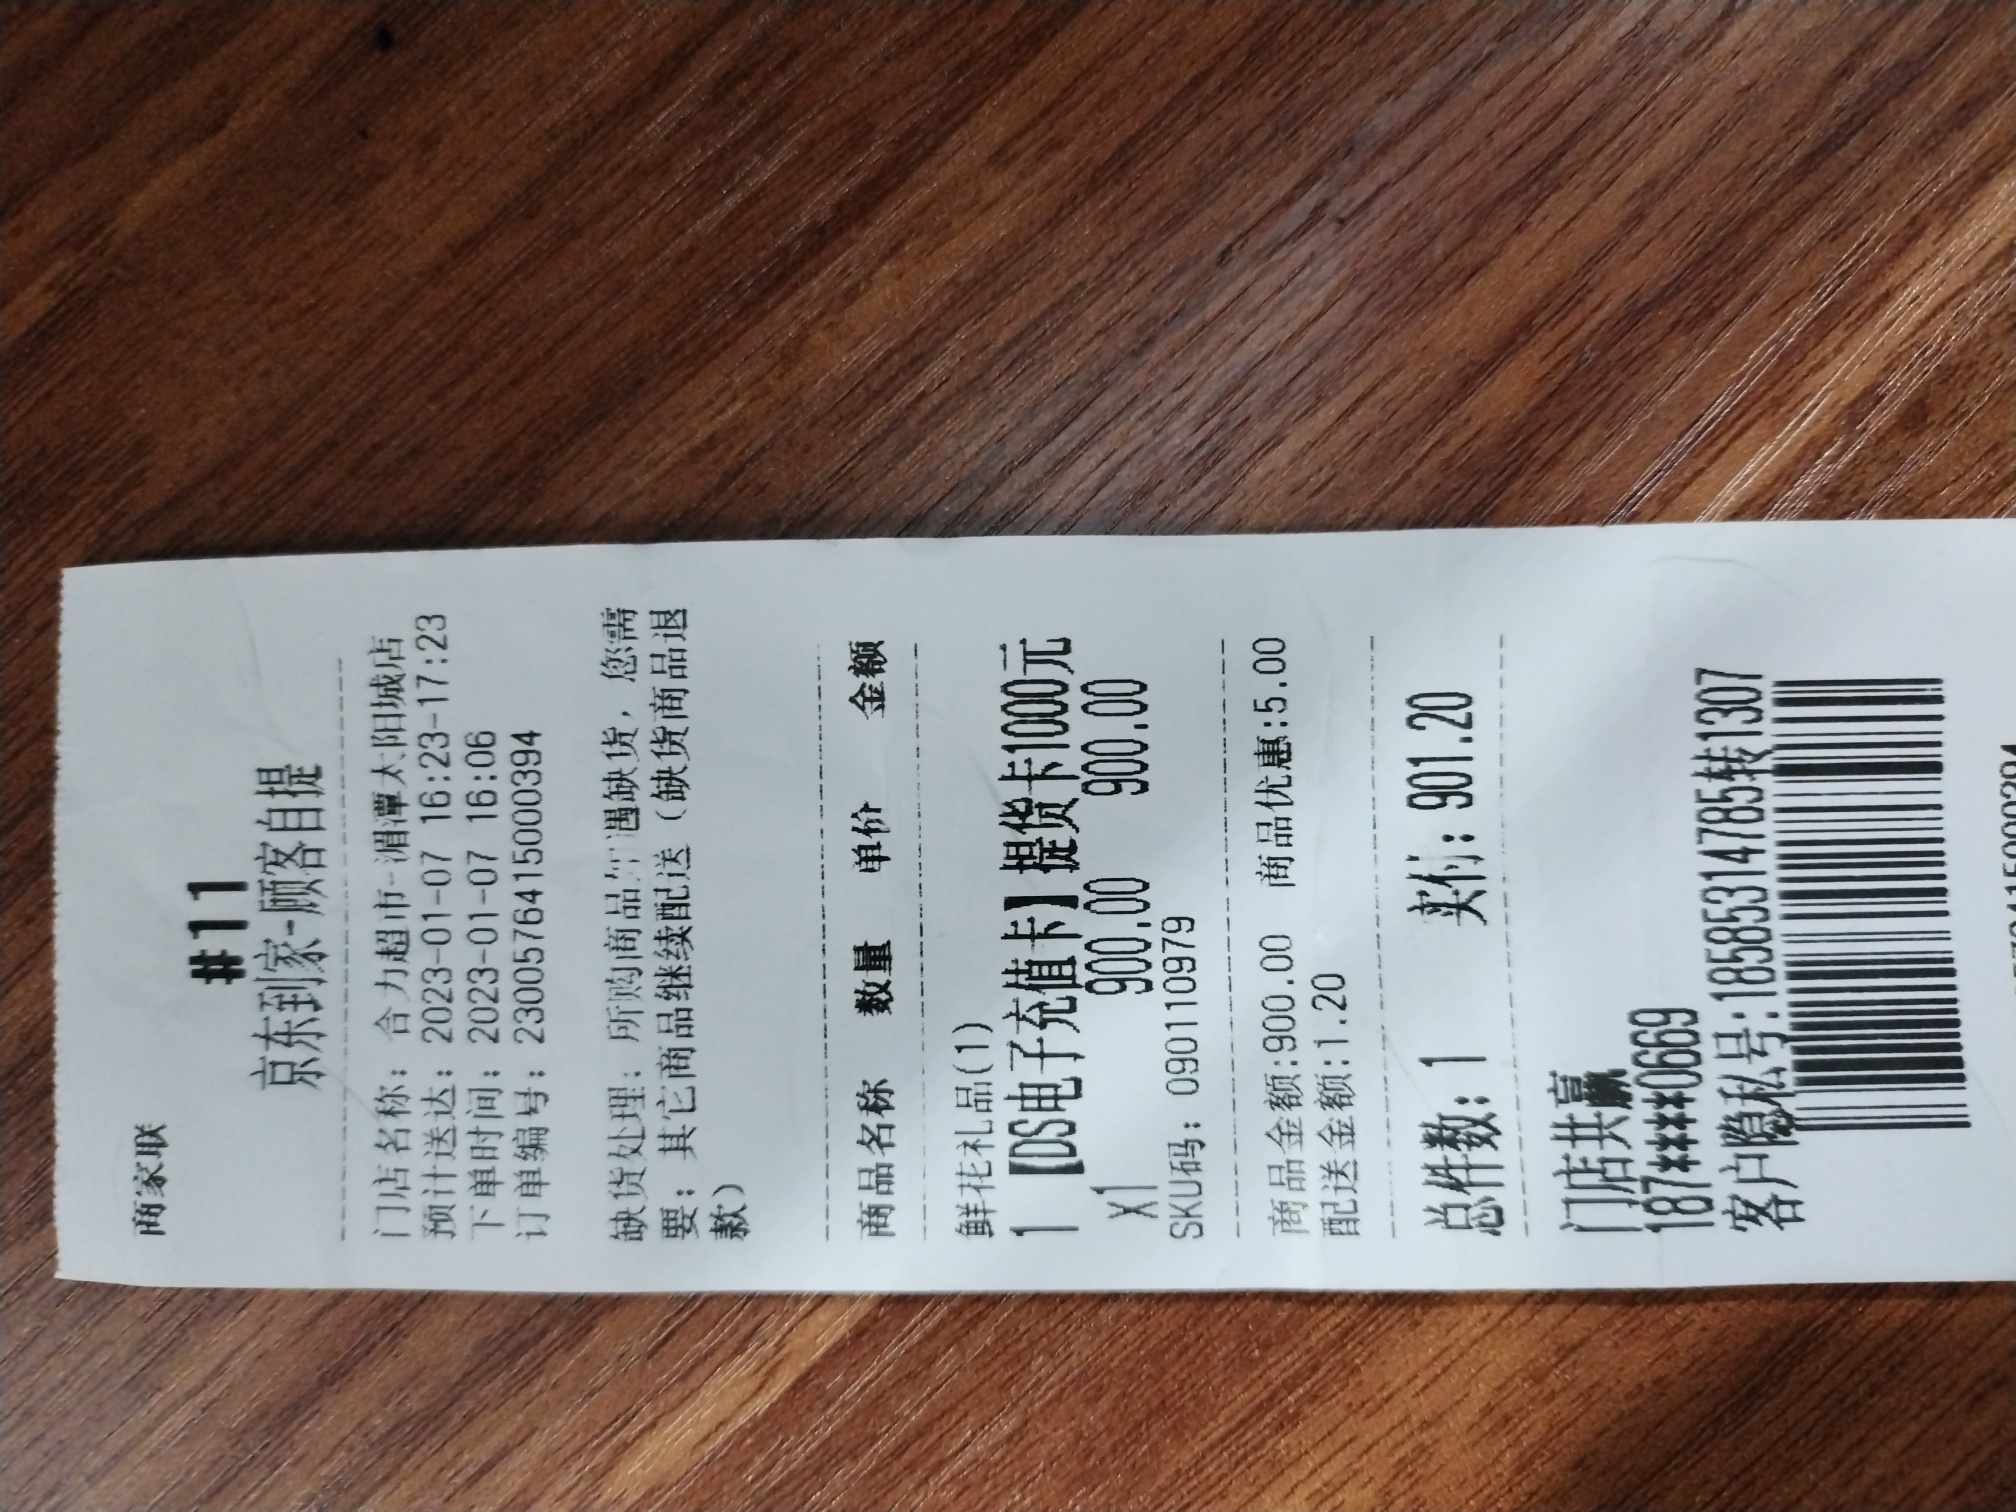 商家联
#11
京东到家-顾客自提
门店名称: 合力超市-湄潭太阳城店
预计送达: 2023-01-07 16:23-17:23
下单时间: 2023-01-07 16:06
订单编号: 2300576415000394
缺货处理: 所购商品如遇缺货, 您需
要: 其它商品继续配送 (缺货商品退
款)
商品名称 数量 单价 金额
鲜花礼品(1)
1 【DS电子充值卡】提货卡1000元
x1 900.00 900.00
SKU码: 0901109979
商品金额:900.00 商品优惠:5.00
配送金额:1.20
总件数: 1 实付: 901.20
门店共赢
187****0669
客户隐私号:18585314785转1307